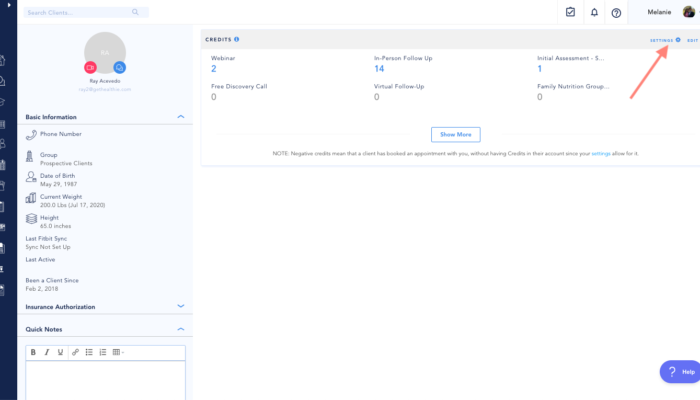 Search Clients...
Melanie
RA
Ray Acevedo
Basic Information
Phone Number
Group
Prospective Clients
Date of Birth
May 29, 1987
Current Weight
200.0 Lbs (Jul 17, 2020)
Height
65.0 inches
Last Fitbit Sync
Sync Not Set Up
Last Active
Been a Client Since
Feb 2, 2018
Insurance Authorization
Quick Notes
B I U
CREDITS
SETTINGS
EDIT
Webinar
2
In-Person Follow Up
14
Initial Assessment - S...
1
Free Discovery Call
0
Virtual Follow-Up
0
Family Nutrition Group...
0
Show More
NOTE: Negative credits mean that a client has booked an appointment with you, without having Credits in their account since your settings allow for it.
? Help